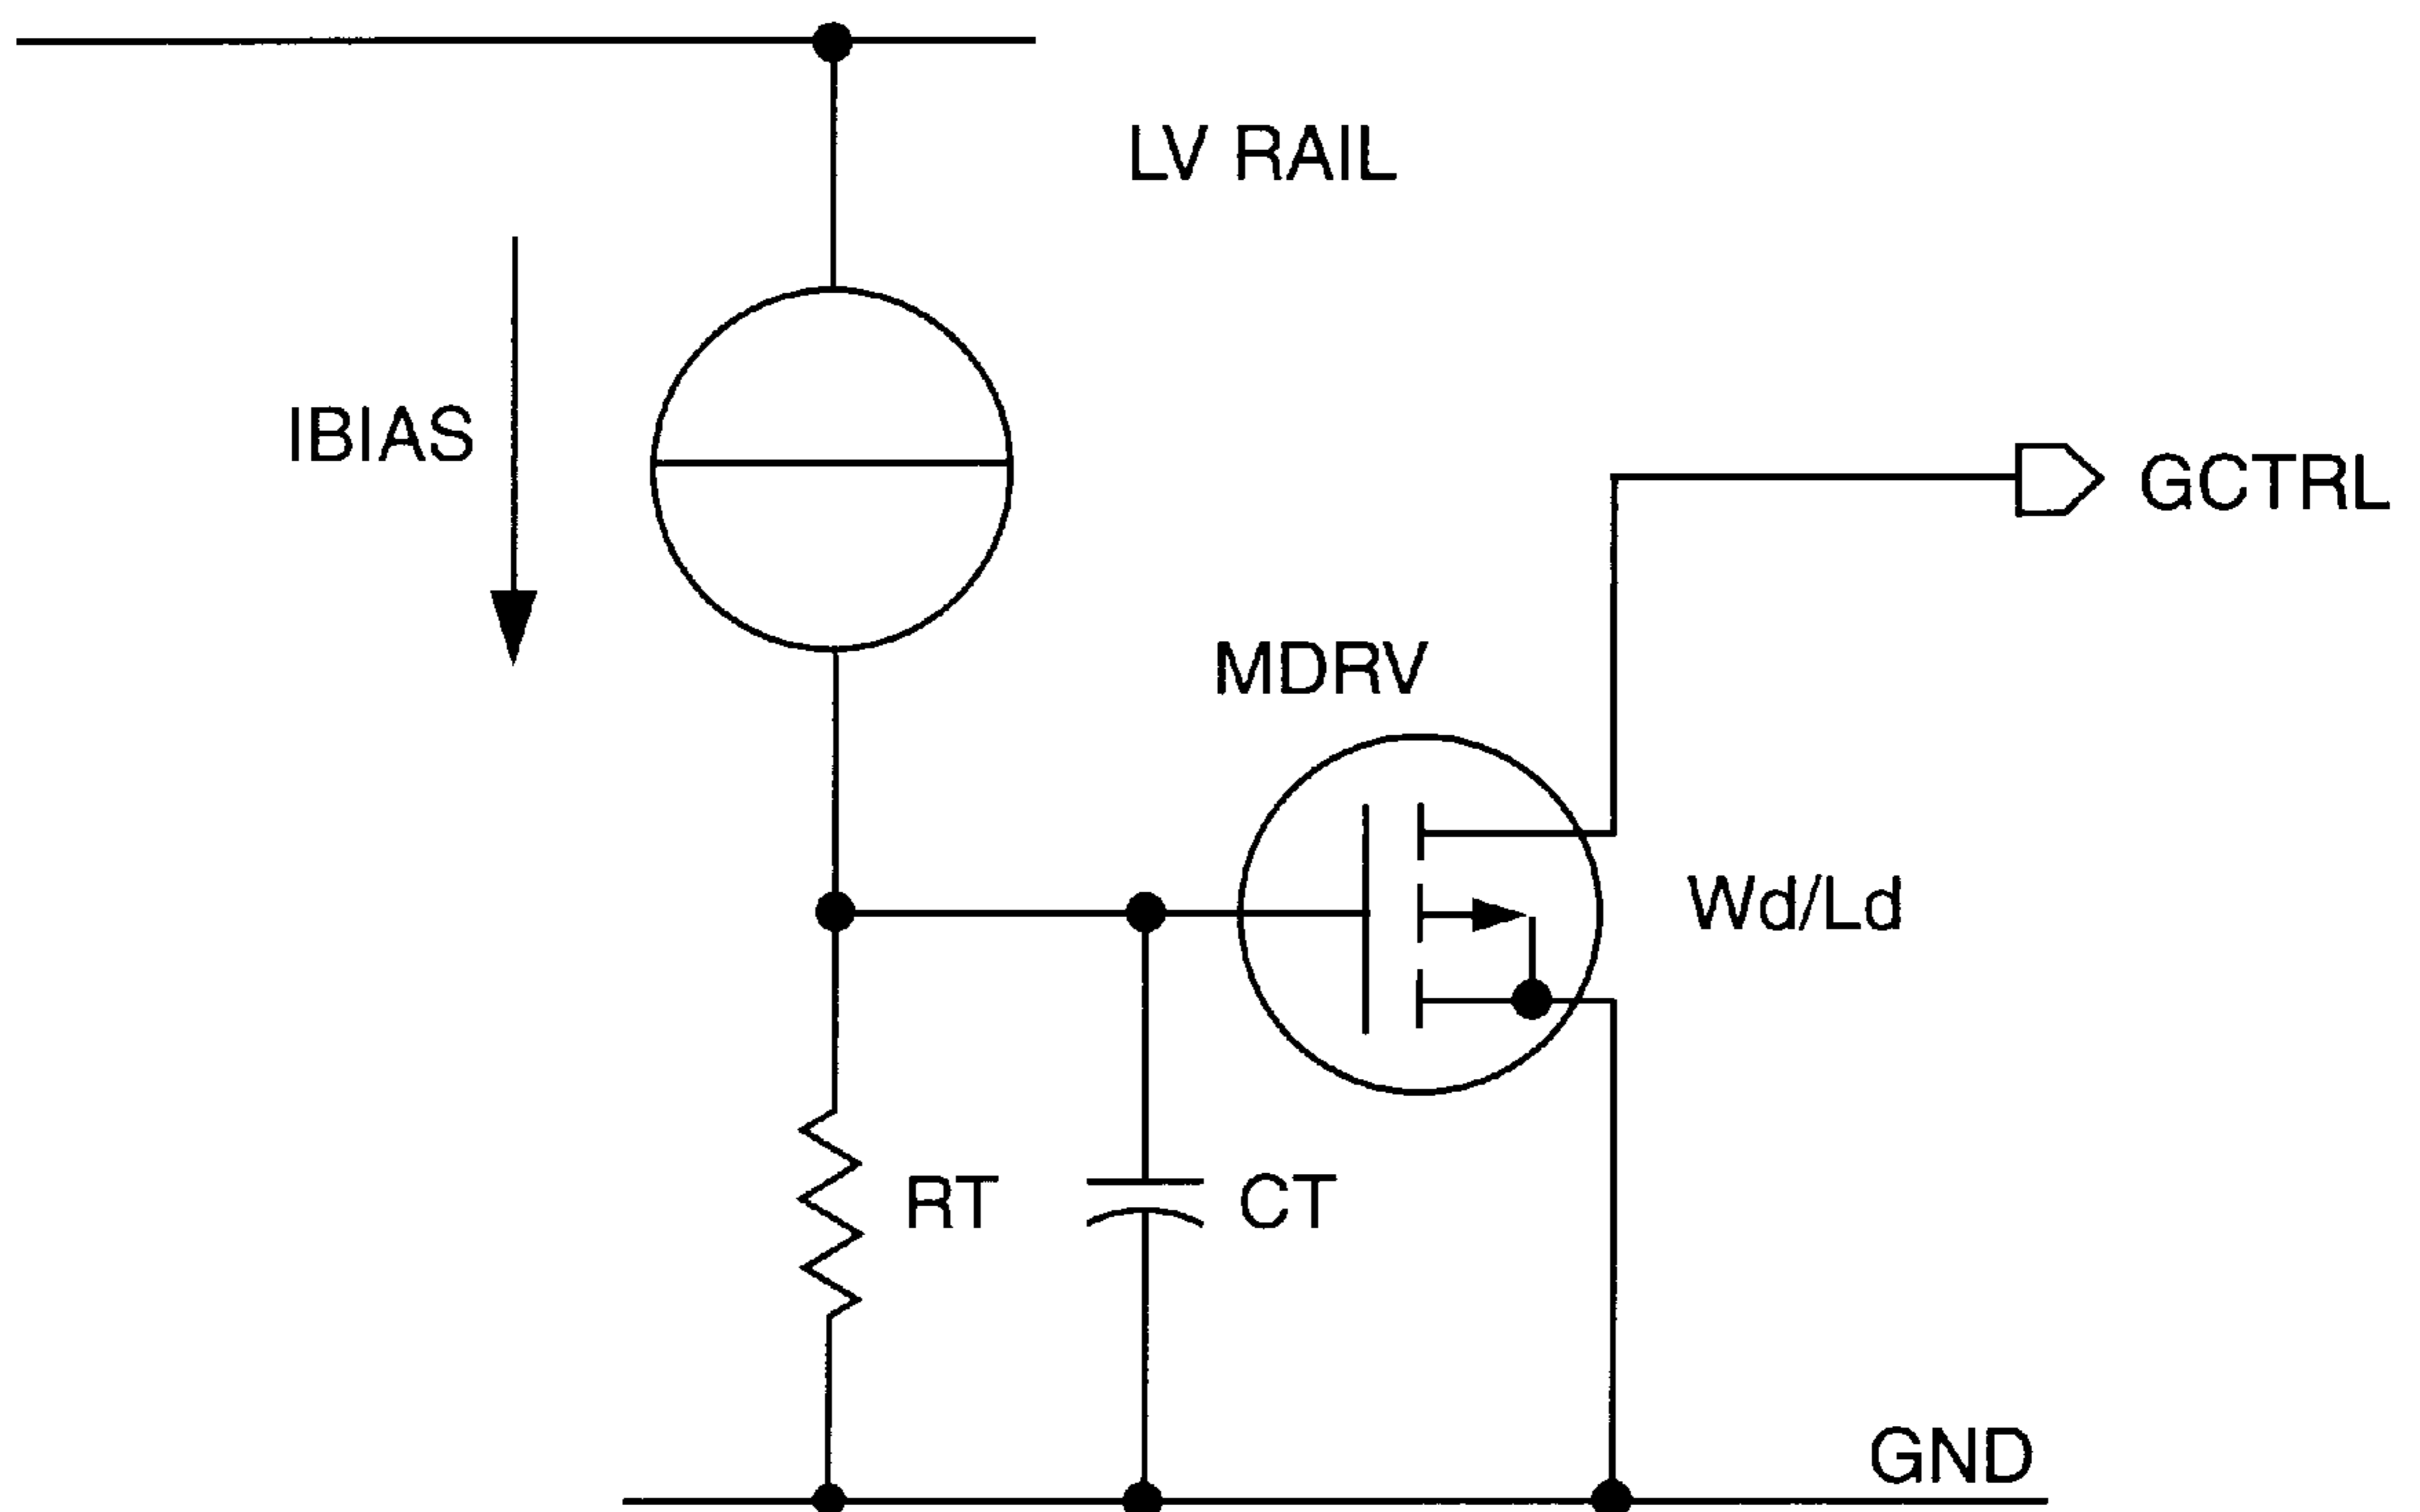 LV RAIL
IBIAS
GCTRL
MDRV
Wd/Ld
RT
CT
GND